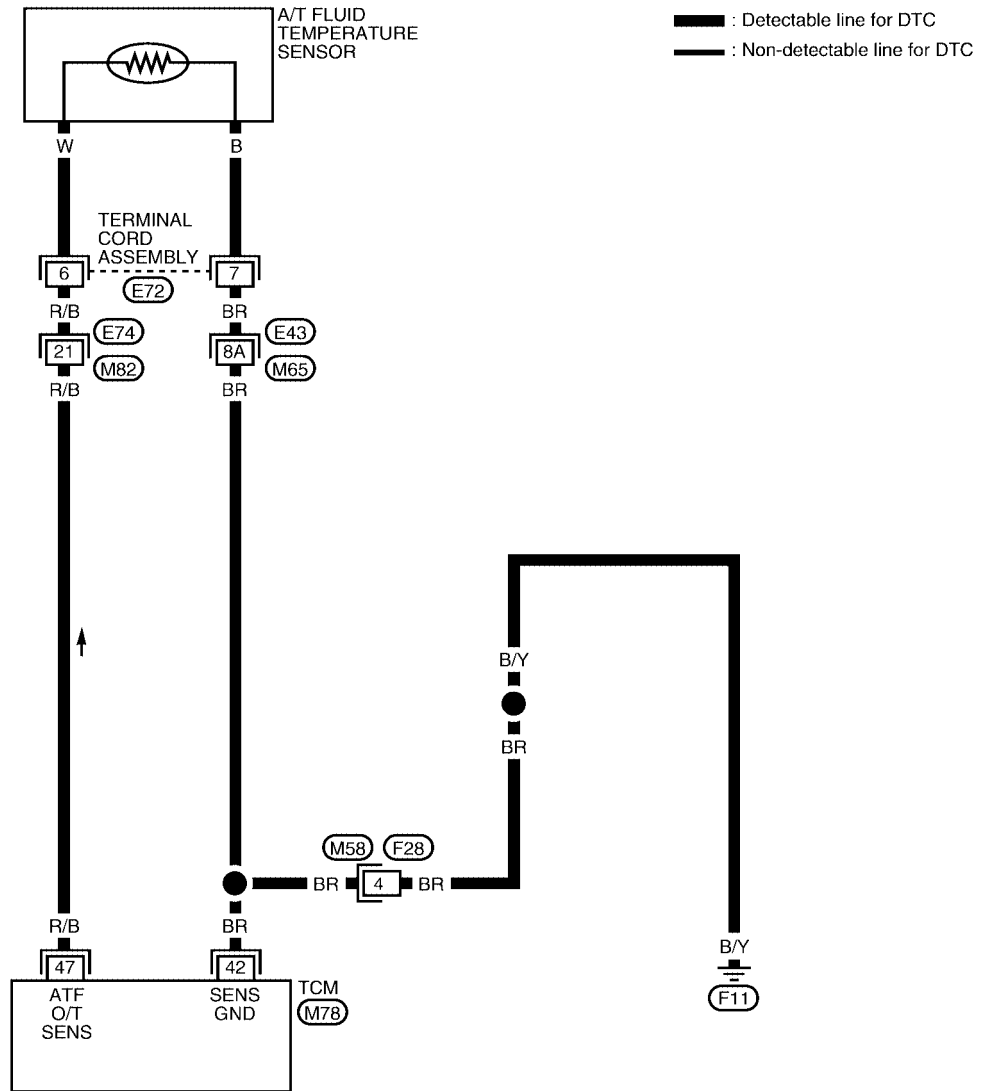 A/T FLUID
TEMPERATURE
SENSOR
: Detectable line for DTC
: Non-detectable line for DTC
W
B
TERMINAL
CORD
ASSEMBLY
6
7
E72
R/B
BR
E74
E43
21
8A
M82
M65
R/B
BR
B/Y
BR
M58
F28
BR
4
BR
R/B
BR
B/Y
47
42
F11
ATF
O/T
SENS
SENS
GND
TCM
M78